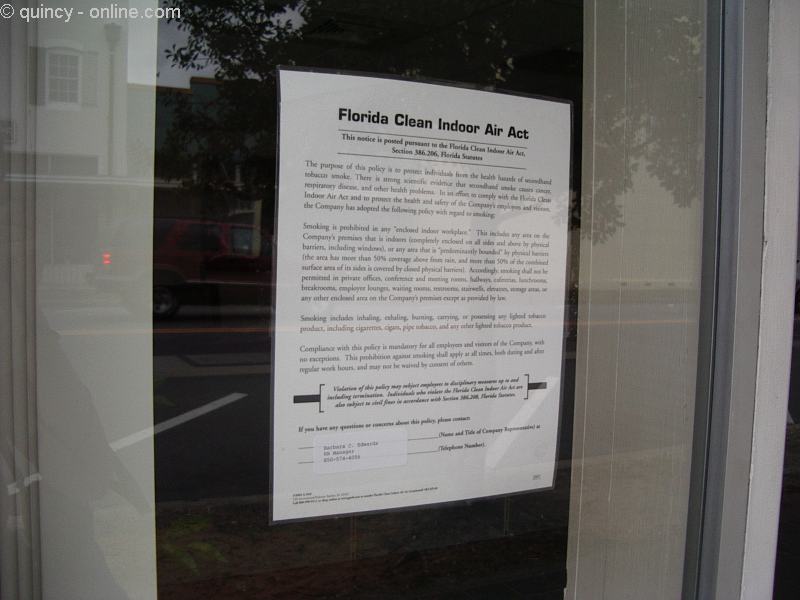 © quincy - online.com
Florida Clean Indoor Air Act
This notice is posted pursuant to the Florida Clean Indoor Air Act,
Section 386.206, Florida Statutes
The purpose of this policy is to protect individuals from the health hazards of secondhand
tobacco smoke. There is strong scientific evidence that secondhand smoke causes cancer,
respiratory disease, and other health problems. In an effort to comply with the Florida Clean
Indoor Air Act and to protect the health and safety of the Company's employees and visitors,
the Company has adopted the following policy with regard to smoking:
Smoking is prohibited in any "enclosed indoor workplace." This includes any area on the
Company's premises that is indoors (completely enclosed on all sides and above by physical
barriers, including windows), or any area that is "predominantly bounded" by physical barriers
(the area has more than 50% coverage above from rain, and more than 50% of the combined
surface area of its sides is covered by closed physical barriers). Accordingly, smoking shall not be
permitted in private offices, conference and meeting rooms, hallways, cafeterias, lunchrooms,
breakrooms, employee lounges, waiting rooms, restrooms, stairwells, elevators, storage areas, or
any other enclosed area on the Company's premises except as provided by law.
Smoking includes inhaling, exhaling, burning, carrying, or possessing any lighted tobacco
product, including cigarettes, cigars, pipe tobacco, and any other lighted tobacco product.
Compliance with this policy is mandatory for all employees and visitors of the Company, with
no exceptions. This prohibition against smoking shall apply at all times, both during and after
regular work hours, and may not be waived by consent of others.
Violation of this policy may subject employees to disciplinary measures up to and
including termination. Individuals who violate the Florida Clean Indoor Air Act are
also subject to civil fines in accordance with Section 386.208, Florida Statutes.
If you have any questions or concerns about this policy, please contact:
(Name and Title of Company Representative) at
(Telephone Number).
Barbara C. Edwards
HR Manager
850-574-4056